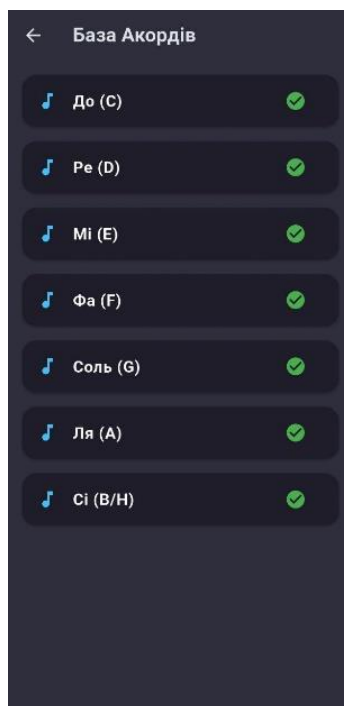 База Акордів
До (C)
Ре (D)
Мі (E)
Фа (F)
Соль (G)
Ля (A)
Сі (B/H)